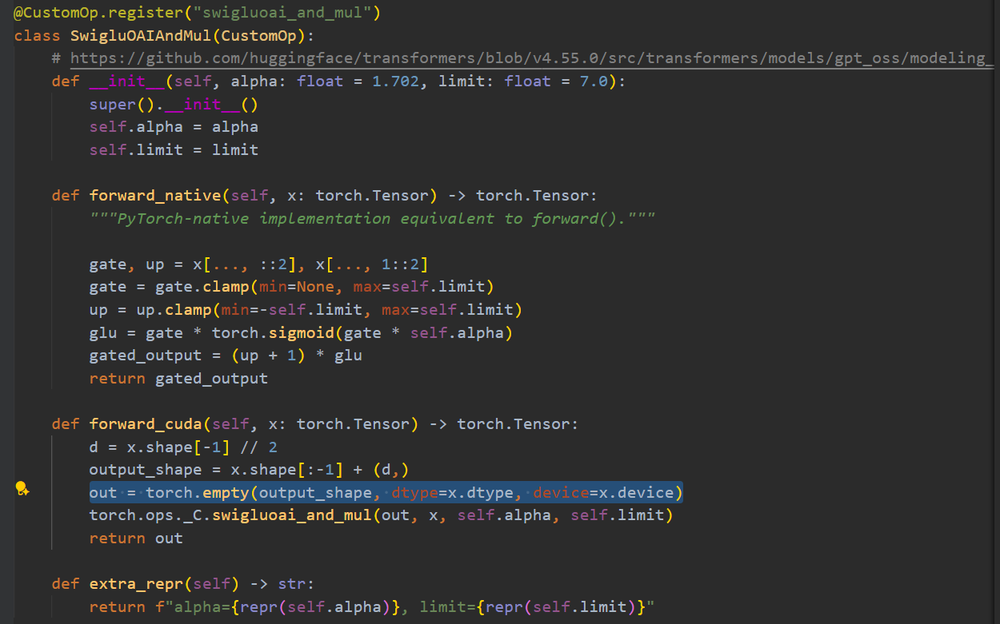 @CustomOp.register("swigluoai_and_mul")
class SwigluOAIAndMul(CustomOp):
    # https://github.com/huggingface/transformers/blob/v4.55.0/src/transformers/models/gpt_oss/modeling_
    def __init__(self, alpha: float = 1.702, limit: float = 7.0):
        super().__init__()
        self.alpha = alpha
        self.limit = limit

    def forward_native(self, x: torch.Tensor) -> torch.Tensor:
        """PyTorch-native implementation equivalent to forward()."""

        gate, up = x[..., ::2], x[..., 1::2]
        gate = gate.clamp(min=None, max=self.limit)
        up = up.clamp(min=-self.limit, max=self.limit)
        glu = gate * torch.sigmoid(gate * self.alpha)
        gated_output = (up + 1) * glu
        return gated_output

    def forward_cuda(self, x: torch.Tensor) -> torch.Tensor:
        d = x.shape[-1] // 2
        output_shape = x.shape[:-1] + (d,)
        out = torch.empty(output_shape, dtype=x.dtype, device=x.device)
        torch.ops._C.swigluoai_and_mul(out, x, self.alpha, self.limit)
        return out

    def extra_repr(self) -> str:
        return f"alpha={repr(self.alpha)}, limit={repr(self.limit)}"